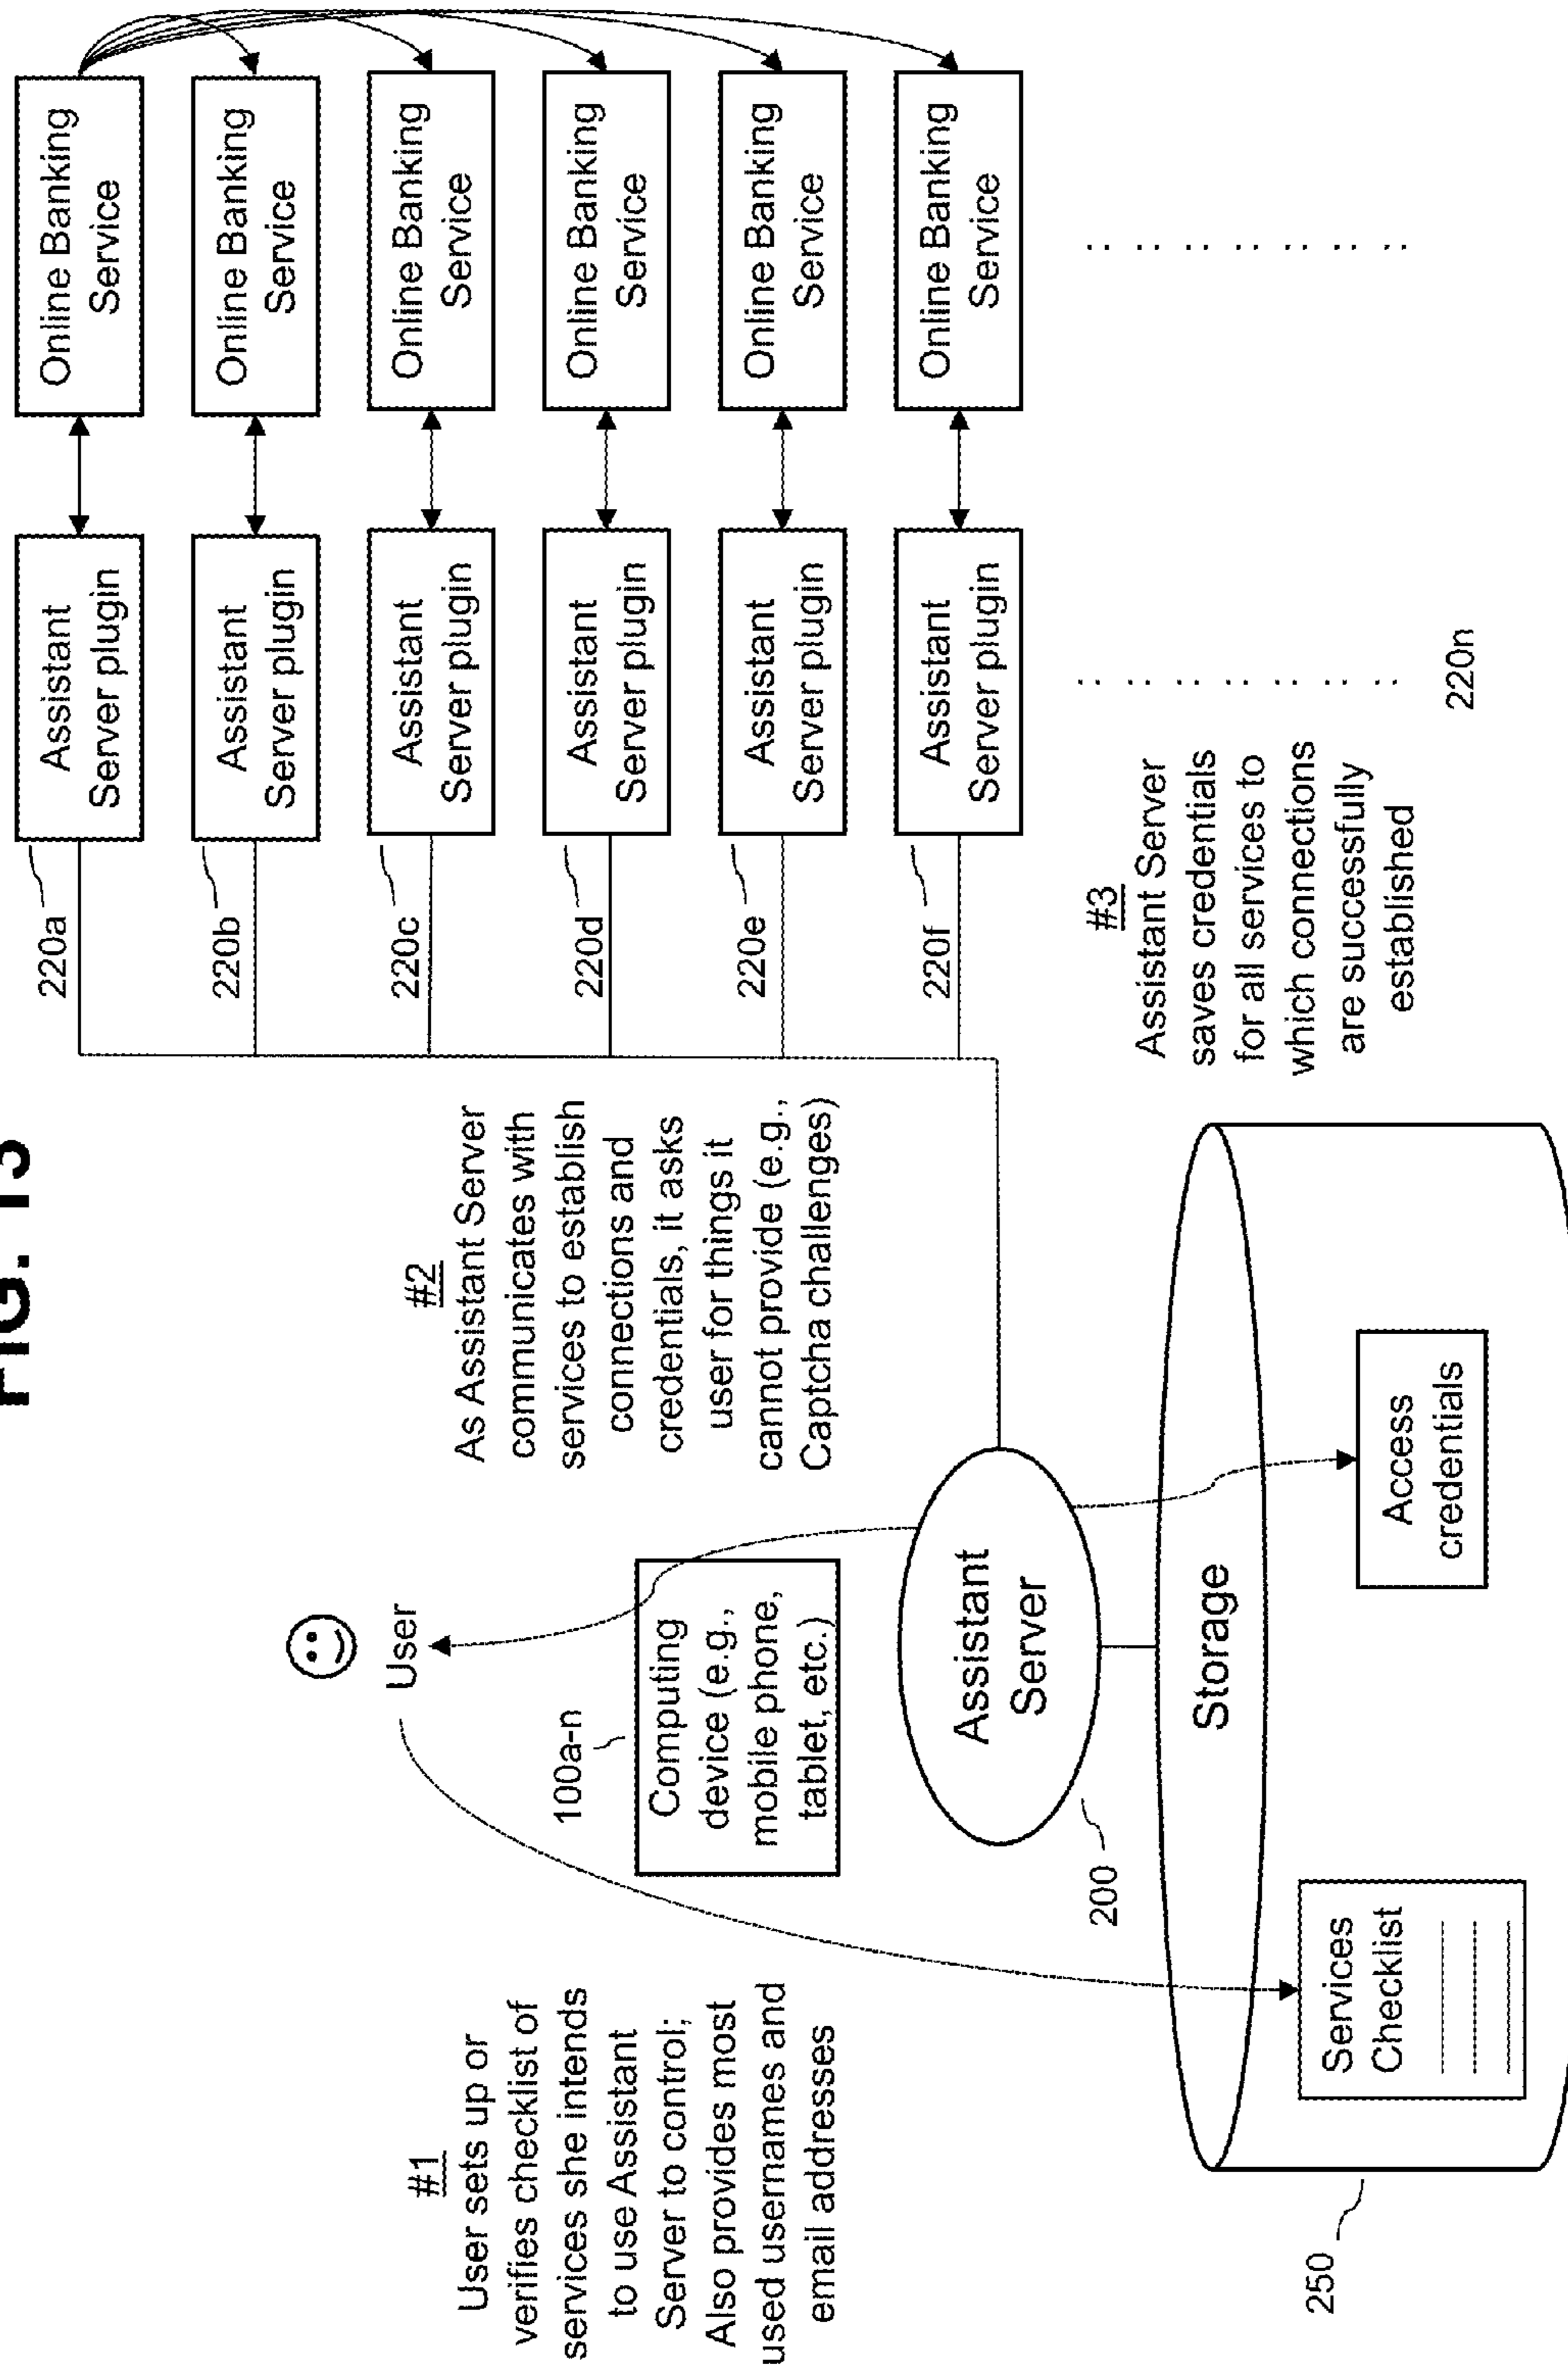 FIG.
#1
User sets up or
verifies checklist of
services she intends
to use Assistant
Server to control;
Also provides most
used usernames and
email addresses
User
100a-n
Computing
device (e.g.,
mobile phone,
tablet, etc.)
#2
As Assistant Server
communicates with
services to establish
connections and
credentials, it asks
user for things it
cannot provide (e.g.,
Captcha challenges)
Assistant
Server
200
Storage
250
Services
Checklist
Access
credentials
220a
Assistant
Server plugin
Online Banking
Service
220b
Assistant
Server plugin
Online Banking
Service
220c
Assistant
Server plugin
Online Banking
Service
220d
Assistant
Server plugin
Online Banking
Service
220e
Assistant
Server plugin
Online Banking
Service
220f
Assistant
Server plugin
Online Banking
Service
#3
Assistant Server
saves credentials
for all services to
which connections
are successfully
established
220n